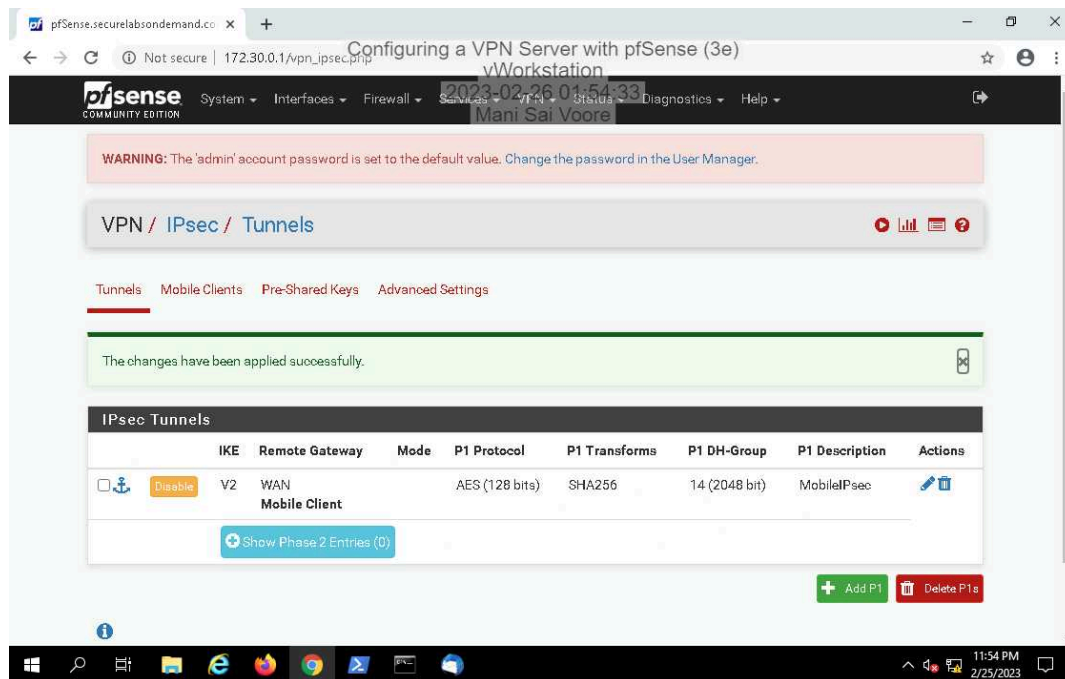 pfSense.securelabsondemand.co
Not secure | 172.30.0.1/vpn_ipsec.php
Configuring a VPN Server with pfSense (3e)
vWorkstation
2023-02-26 01:54:33
Mani Sai Voore
pfsense
COMMUNITY EDITION
System Interfaces Firewall Services VPN Status Diagnostics Help
WARNING: The 'admin' account password is set to the default value. Change the password in the User Manager.
VPN / IPsec / Tunnels
Tunnels Mobile Clients Pre-Shared Keys Advanced Settings
The changes have been applied successfully.
IPsec Tunnels
IKE Remote Gateway Mode P1 Protocol P1 Transforms P1 DH-Group P1 Description Actions
Disable V2 WAN AES (128 bits) SHA256 14 (2048 bit) MobileIPsec
Mobile Client
Show Phase 2 Entries (0)
Add P1 Delete P1s
11:54 PM
2/25/2023